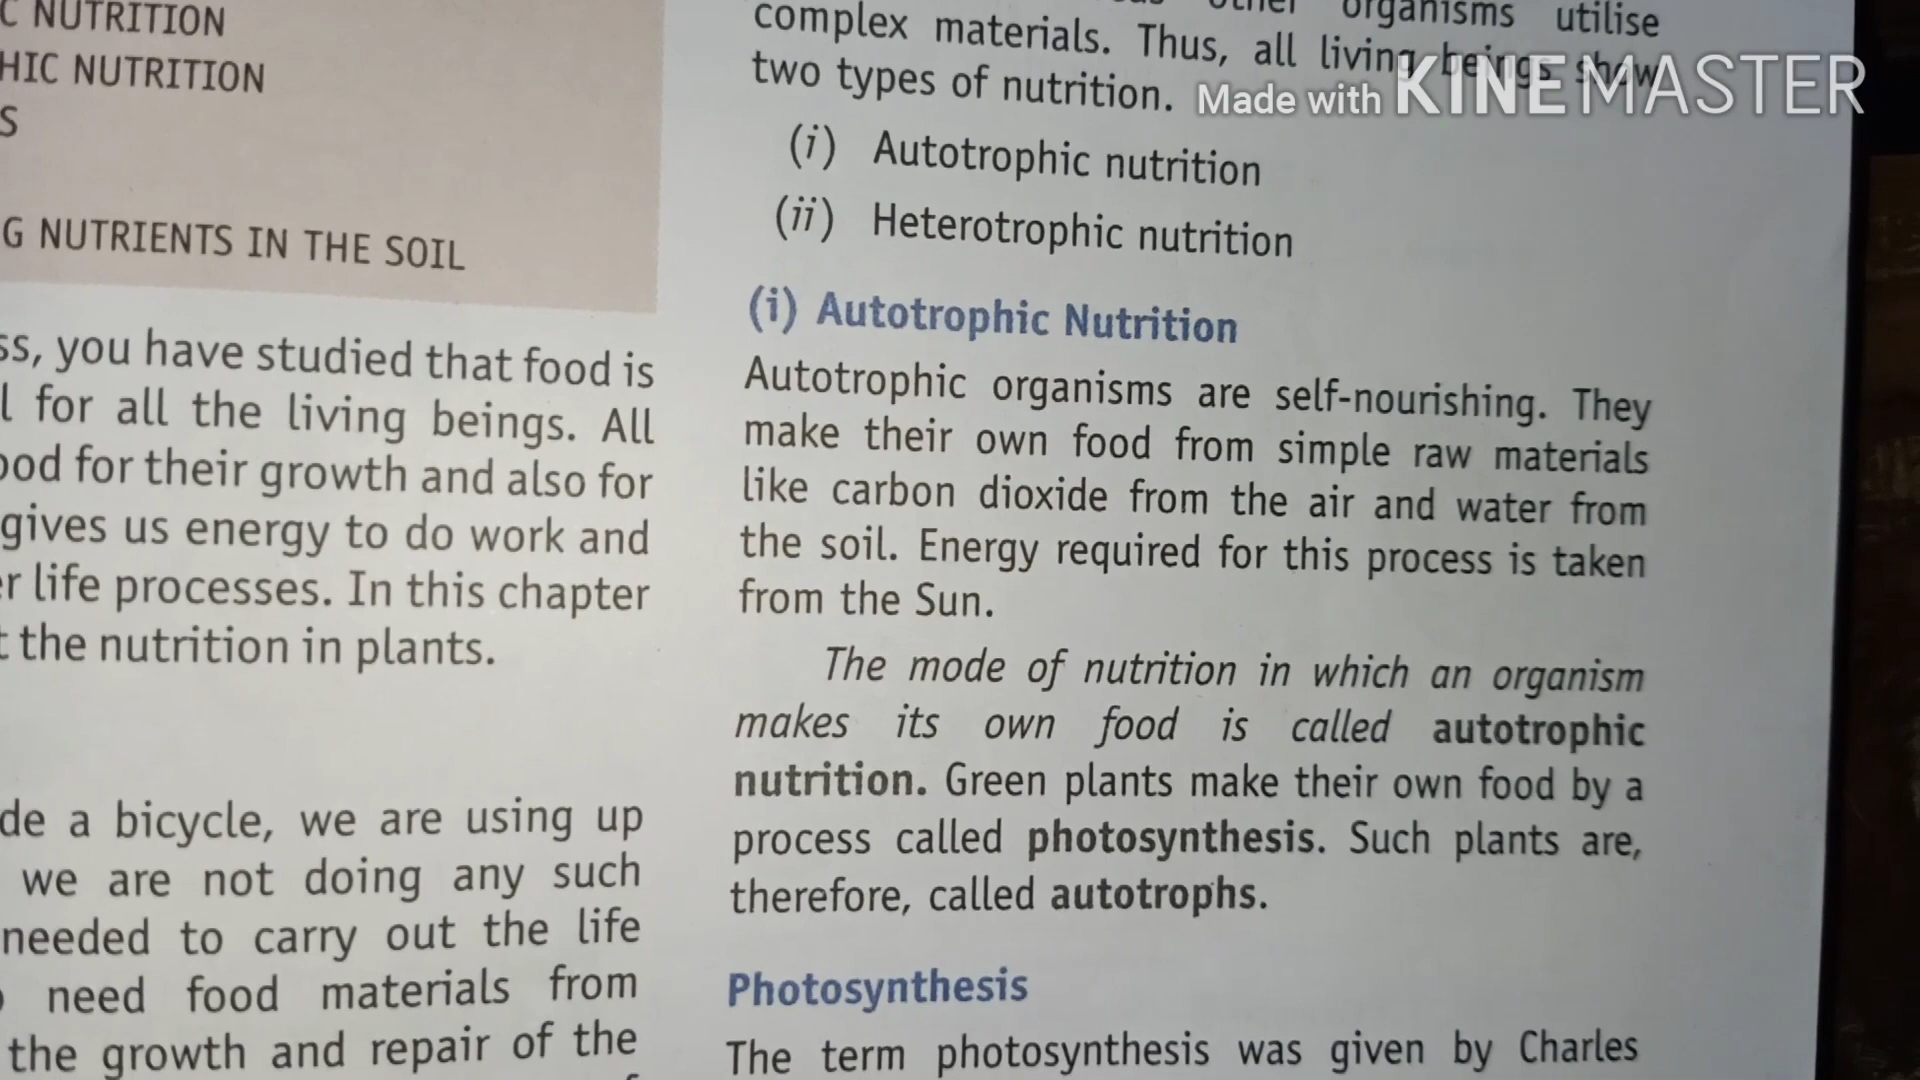 C NUTRITION
HIC NUTRITION
S
G NUTRIENTS IN THE SOIL
ss, you have studied that food is
l for all the living beings. All
ood for their growth and also for
gives us energy to do work and
er life processes. In this chapter
t the nutrition in plants.
de a bicycle, we are using up
we are not doing any such
needed to carry out the life
need food materials from
the growth and repair of the
other organisms utilise
complex materials. Thus, all living beings show
two types of nutrition.
Made with KINEMASTER
(i) Autotrophic nutrition
(ii) Heterotrophic nutrition
(i) Autotrophic Nutrition
Autotrophic organisms are self-nourishing. They
make their own food from simple raw materials
like carbon dioxide from the air and water from
the soil. Energy required for this process is taken
from the Sun.
The mode of nutrition in which an organism
makes its own food is called autotrophic
nutrition. Green plants make their own food by a
process called photosynthesis. Such plants are,
therefore, called autotrophs.
Photosynthesis
The term photosynthesis was given by Charles